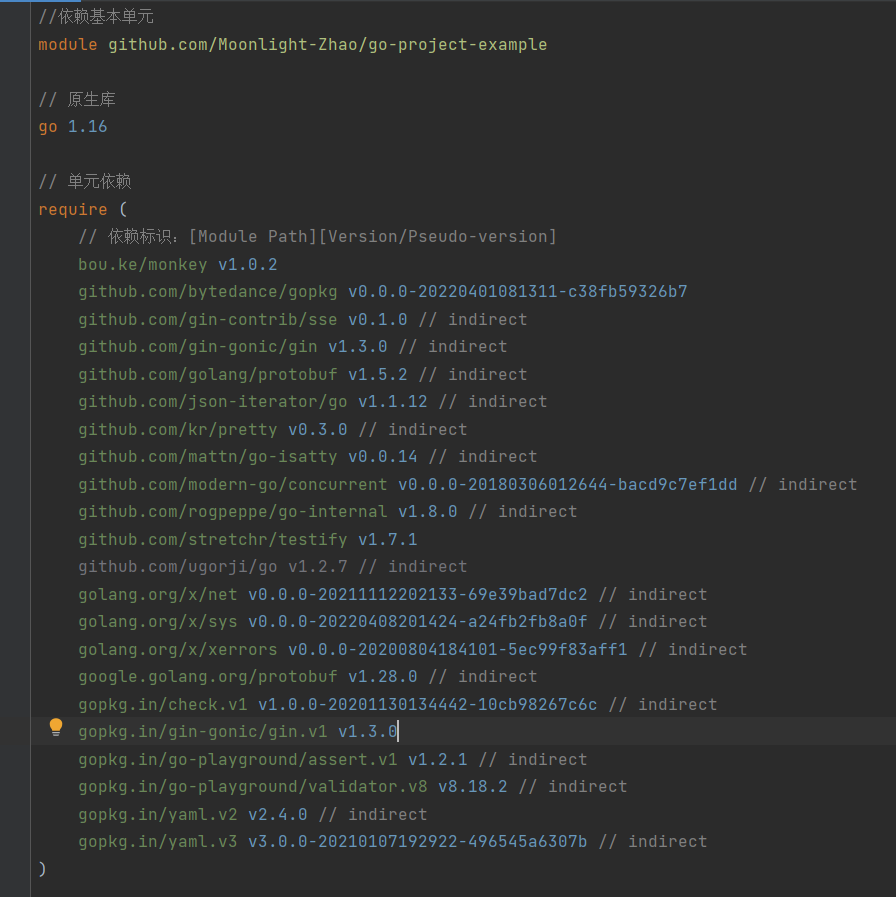 //依赖基本单元
module github.com/Moonlight-Zhao/go-project-example
// 原生库
go 1.16
// 单元依赖
require (
// 依赖标识：[Module Path][Version/Pseudo-version]
bou.ke/monkey v1.0.2
github.com/bytedance/gopkg v0.0.0-20220401081311-c38fb59326b7
github.com/gin-contrib/sse v0.1.0 // indirect
github.com/gin-gonic/gin v1.3.0 // indirect
github.com/golang/protobuf v1.5.2 // indirect
github.com/json-iterator/go v1.1.12 // indirect
github.com/kr/pretty v0.3.0 // indirect
github.com/mattn/go-isatty v0.0.14 // indirect
github.com/modern-go/concurrent v0.0.0-20180306012644-bacd9c7ef1dd // indirect
github.com/rogpeppe/go-internal v1.8.0 // indirect
github.com/stretchr/testify v1.7.1
github.com/ugorji/go v1.2.7 // indirect
golang.org/x/net v0.0.0-20211112202133-69e39bad7dc2 // indirect
golang.org/x/sys v0.0.0-20220408201424-a24fb2fb8a0f // indirect
golang.org/x/xerrors v0.0.0-20200804184101-5ec99f83aff1 // indirect
google.golang.org/protobuf v1.28.0 // indirect
gopkg.in/check.v1 v1.0.0-20201130134442-10cb98267c6c // indirect
gopkg.in/gin-gonic/gin.v1 v1.3.0
gopkg.in/go-playground/assert.v1 v1.2.1 // indirect
gopkg.in/go-playground/validator.v8 v8.18.2 // indirect
gopkg.in/yaml.v2 v2.4.0 // indirect
gopkg.in/yaml.v3 v3.0.0-20210107192922-496545a6307b // indirect
)